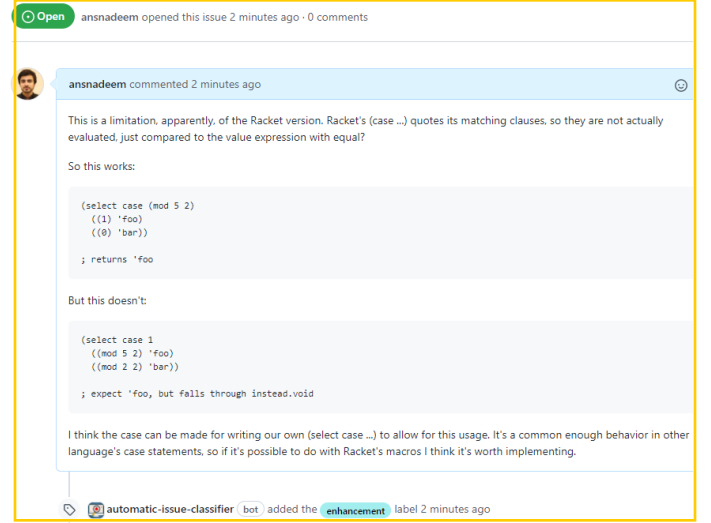 Open ansnadeem opened this issue 2 minutes ago · 0 comments
ansnadeem commented 2 minutes ago
This is a limitation, apparently, of the Racket version. Racket's (case ...) quotes its matching clauses, so they are not actually
evaluated, just compared to the value expression with equal?
So this works:
(select case (mod 5 2)
((1) 'foo)
((0) 'bar))
; returns 'foo
But this doesn't:
(select case 1
((mod 5 2) 'foo)
((mod 2 2) 'bar))
; expect 'foo, but falls through instead.void
I think the case can be made for writing our own (select case ...) to allow for this usage. It's a common enough behavior in other
language's case statements, so if it's possible to do with Racket's macros I think it's worth implementing.
automatic-issue-classifier bot added the enhancement label 2 minutes ago